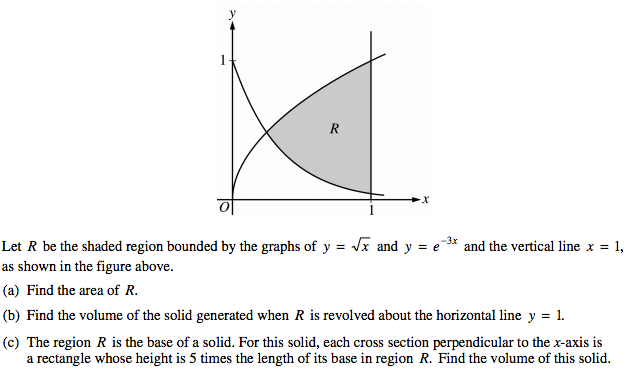 y
1
R
O
1
x
Let R be the shaded region bounded by the graphs of y = √x and y = e^{-3x} and the vertical line x = 1,
as shown in the figure above.
(a) Find the area of R.
(b) Find the volume of the solid generated when R is revolved about the horizontal line y = 1.
(c) The region R is the base of a solid. For this solid, each cross section perpendicular to the x-axis is
a rectangle whose height is 5 times the length of its base in region R. Find the volume of this solid.